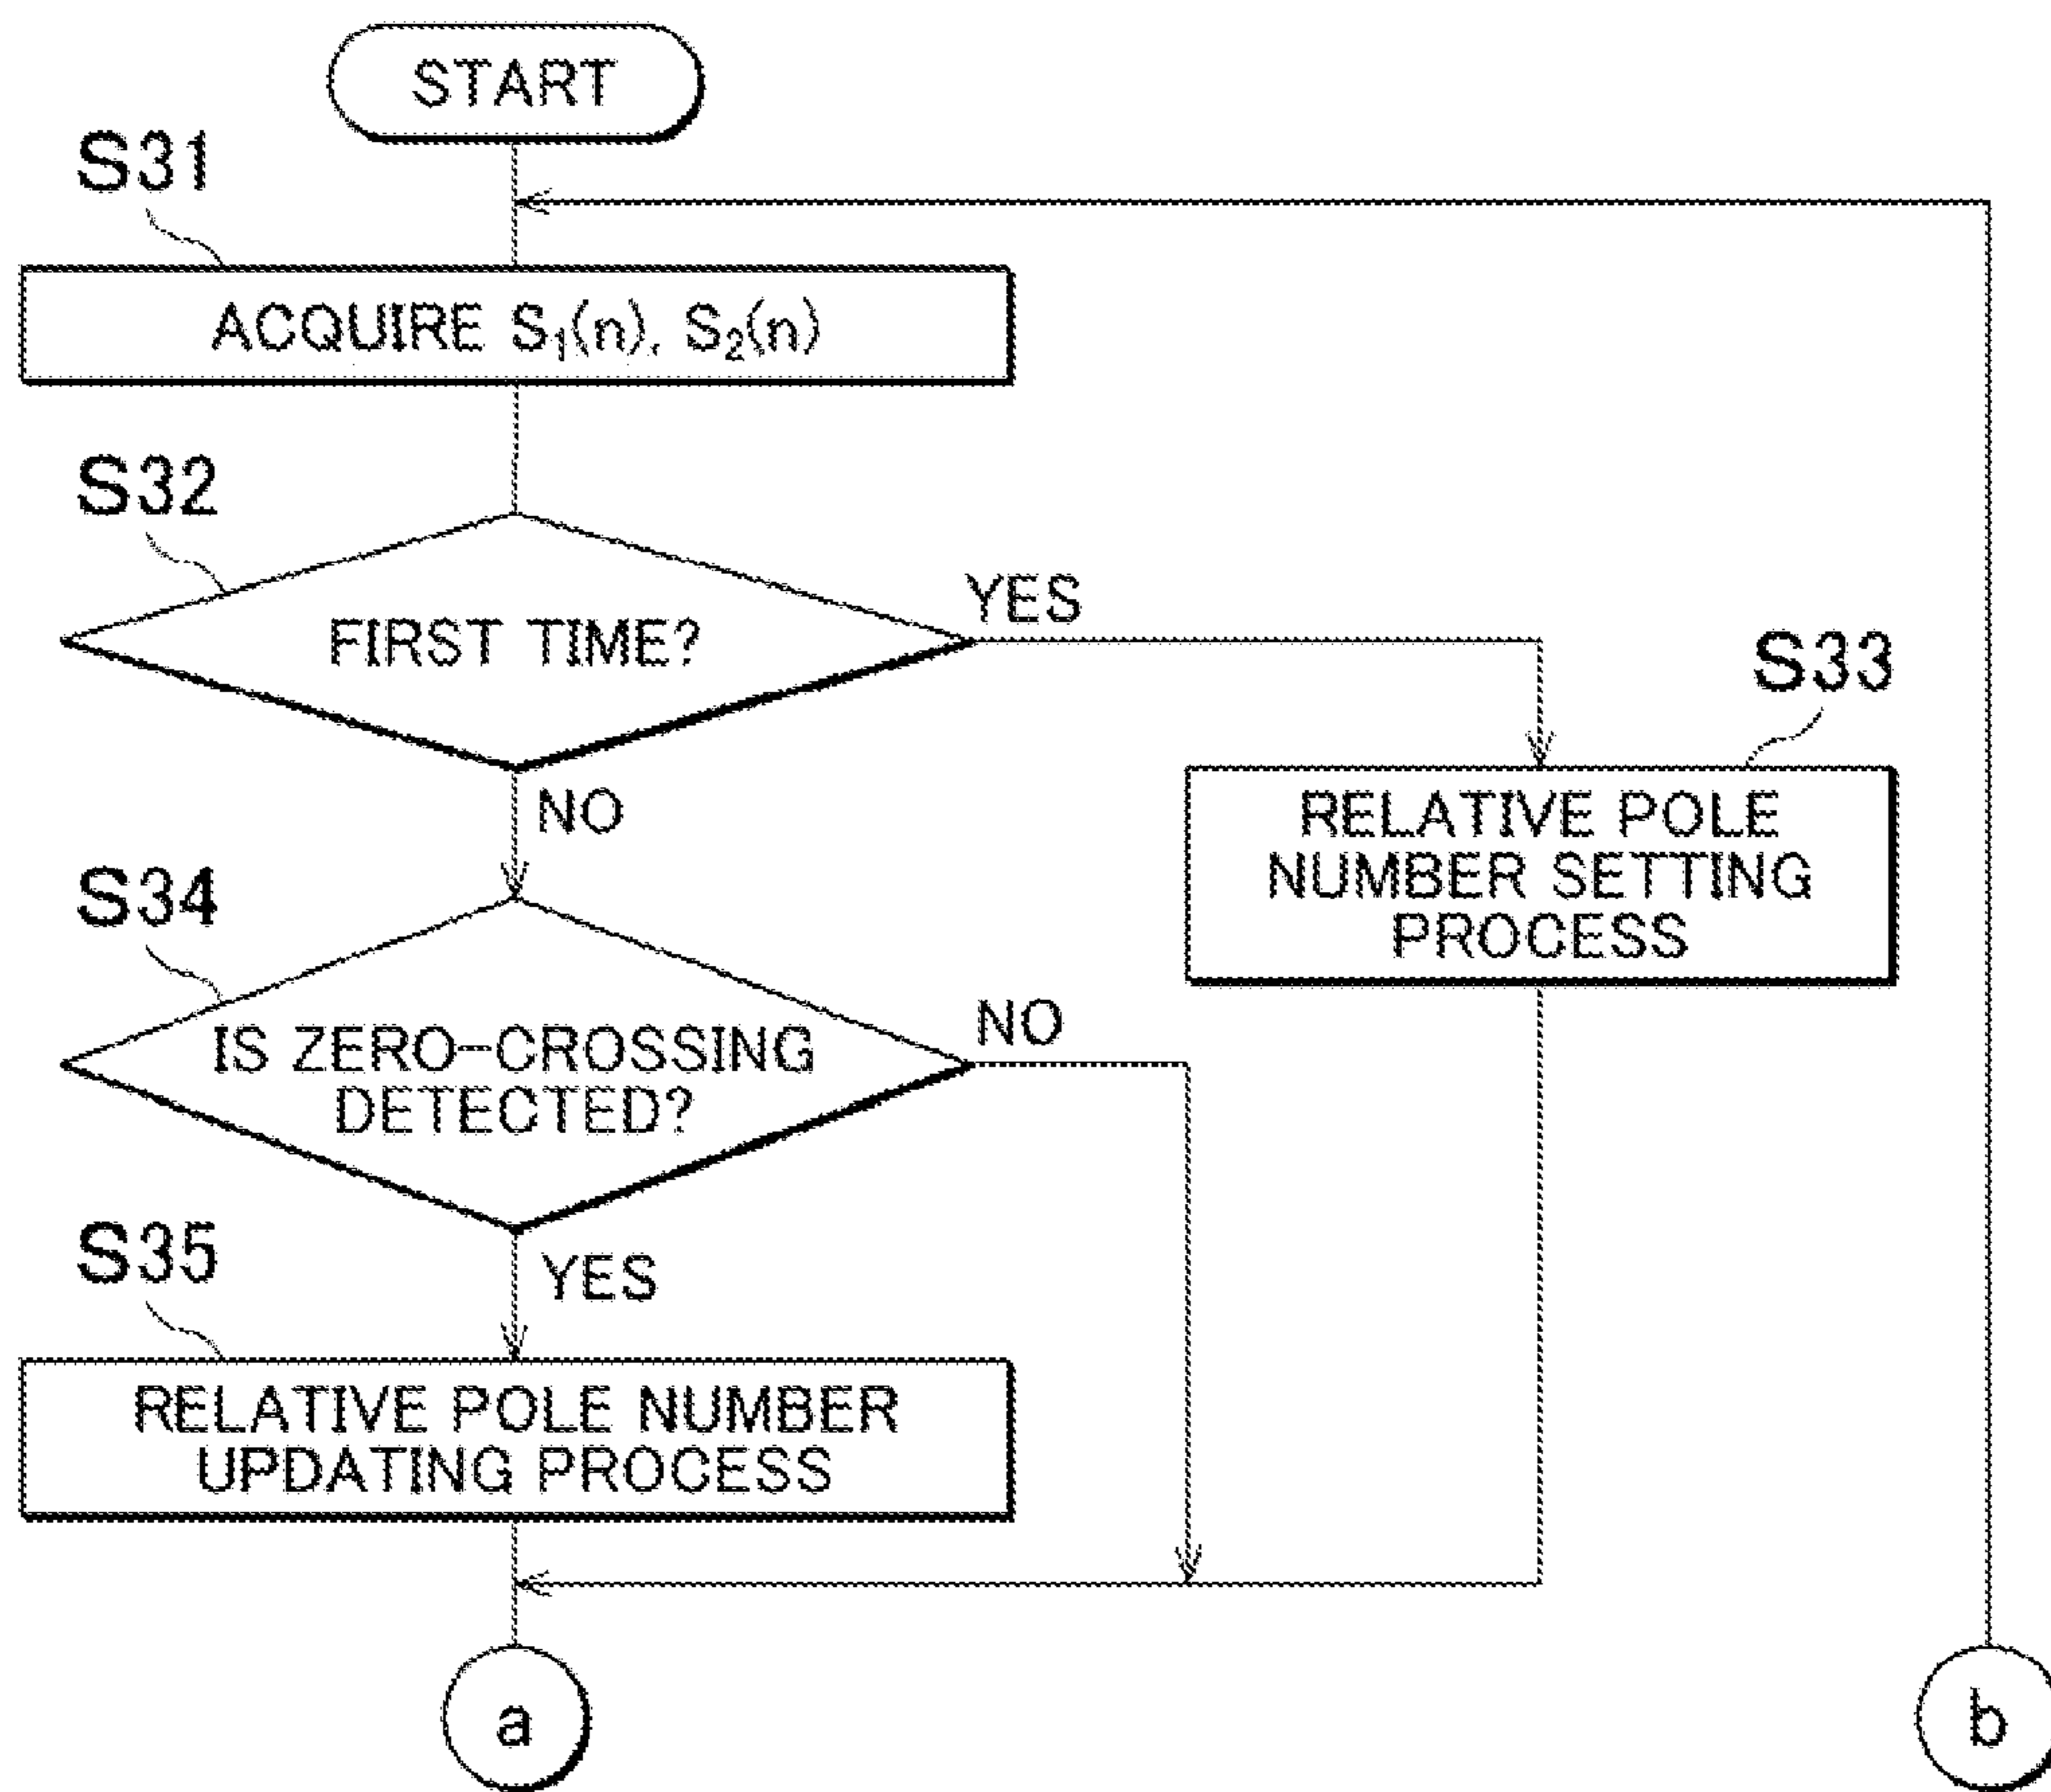 START
S31
ACQUIRE S₁(n), S₂(n)
S32
FIRST TIME?
YES
S33
RELATIVE POLE
NUMBER SETTING
PROCESS
NO
S34
IS ZERO-CROSSING
DETECTED?
NO
YES
S35
RELATIVE POLE NUMBER
UPDATING PROCESS
a
b